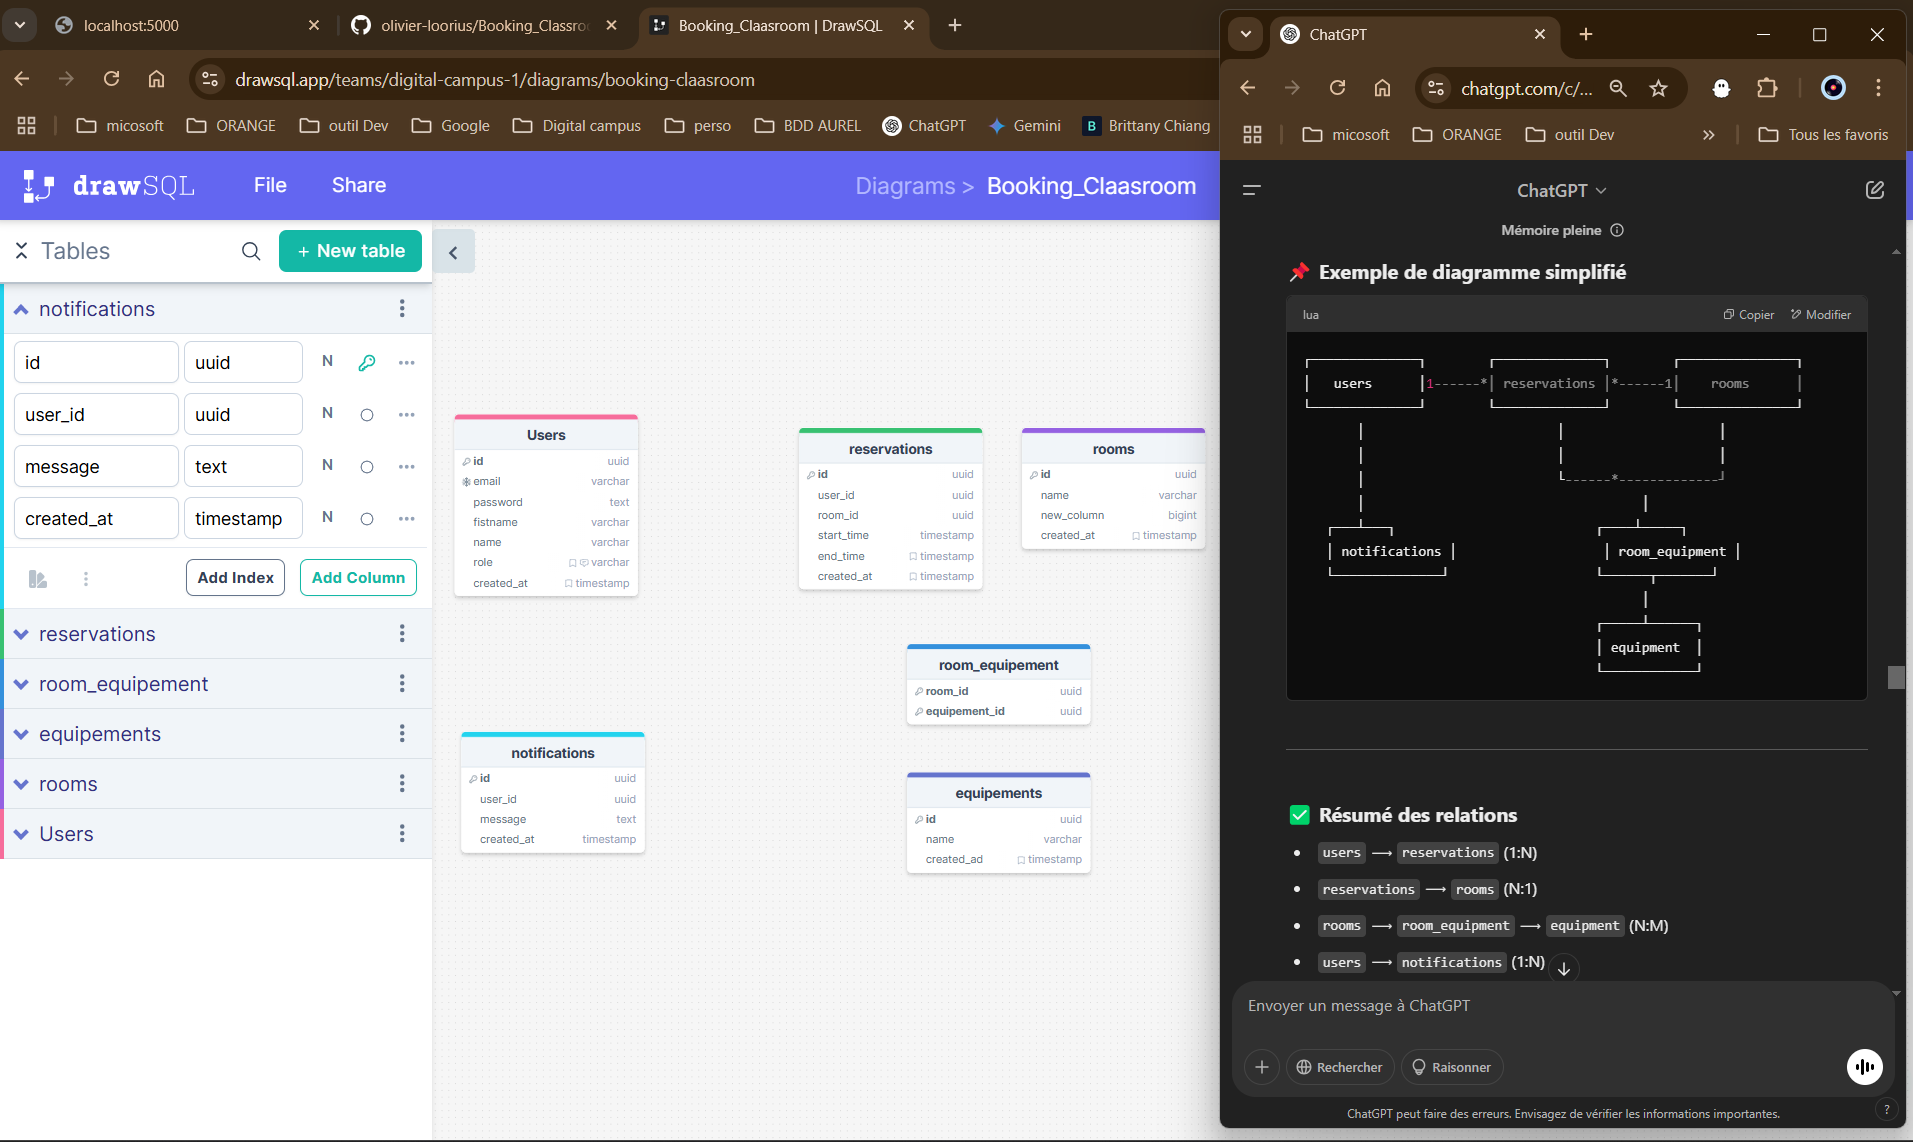 localhost:5000
olivier-loorius/Booking_Classro
Booking_Claasroom | DrawSQL
drawsql.app/teams/digital-campus-1/diagrams/booking-claasroom
micosoft
ORANGE
outil Dev
Google
Digital campus
perso
BDD AUREL
ChatGPT
Gemini
B
Brittany Chiang
drawSQL
File
Share
Diagrams >
Booking_Claasroom
Tables
+ New table
notifications
id
uuid
N
user_id
uuid
N
message
text
N
created_at
timestamp
N
Add Index
Add Column
reservations
room_equipement
equipements
rooms
Users
Users
id uuid
email varchar
password text
fistname varchar
name varchar
role varchar
created_at timestamp
reservations
id uuid
user_id uuid
room_id uuid
start_time timestamp
end_time timestamp
created_at timestamp
rooms
id uuid
name varchar
new_column bigint
created_at timestamp
room_equipement
room_id uuid
equipement_id uuid
notifications
id uuid
user_id uuid
message text
created_at timestamp
equipements
id uuid
name varchar
created_ad timestamp
ChatGPT
chatgpt.com/c/...
micosoft
ORANGE
outil Dev
»
Tous les favoris
ChatGPT
Mémoire pleine
Exemple de diagramme simplifié
lua
Copier
Modifier
users 1------* reservations *------1 rooms
------*-------------
notifications
room_equipment
equipment
Résumé des relations
users ⟶ reservations (1:N)
reservations ⟶ rooms (N:1)
rooms ⟶ room_equipment ⟶ equipment (N:M)
users ⟶ notifications (1:N)
Envoyer un message à ChatGPT
Rechercher
Raisonner
ChatGPT peut faire des erreurs. Envisagez de vérifier les informations importantes.
?